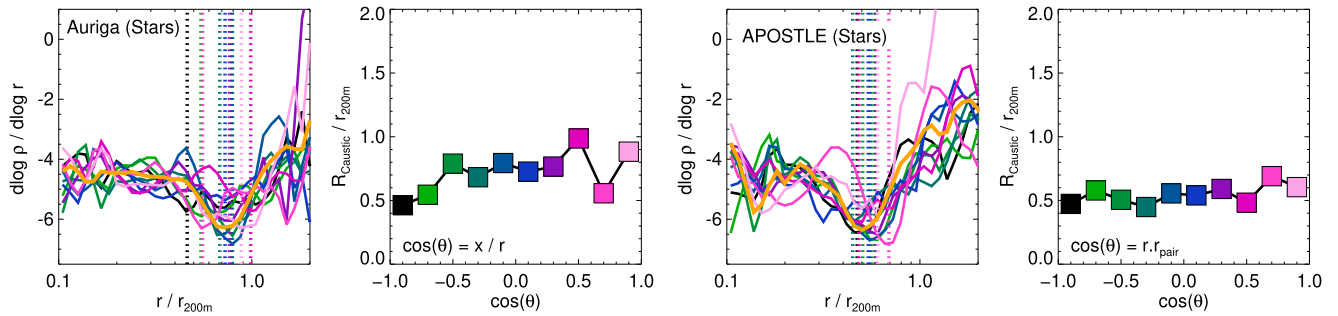 Auriga (Stars)
dlog ρ / dlog r
0
-2
-4
-6
0.1
1.0
r / r200m
RCaustic / r200m
2.0
1.5
1.0
0.5
0.0
cos(θ) = x / r
−1.0
−0.5
0.0
0.5
1.0
cos(θ)
APOSTLE (Stars)
dlog ρ / dlog r
0
-2
-4
-6
0.1
1.0
r / r200m
RCaustic / r200m
2.0
1.5
1.0
0.5
0.0
cos(θ) = r.rpair
−1.0
−0.5
0.0
0.5
1.0
cos(θ)